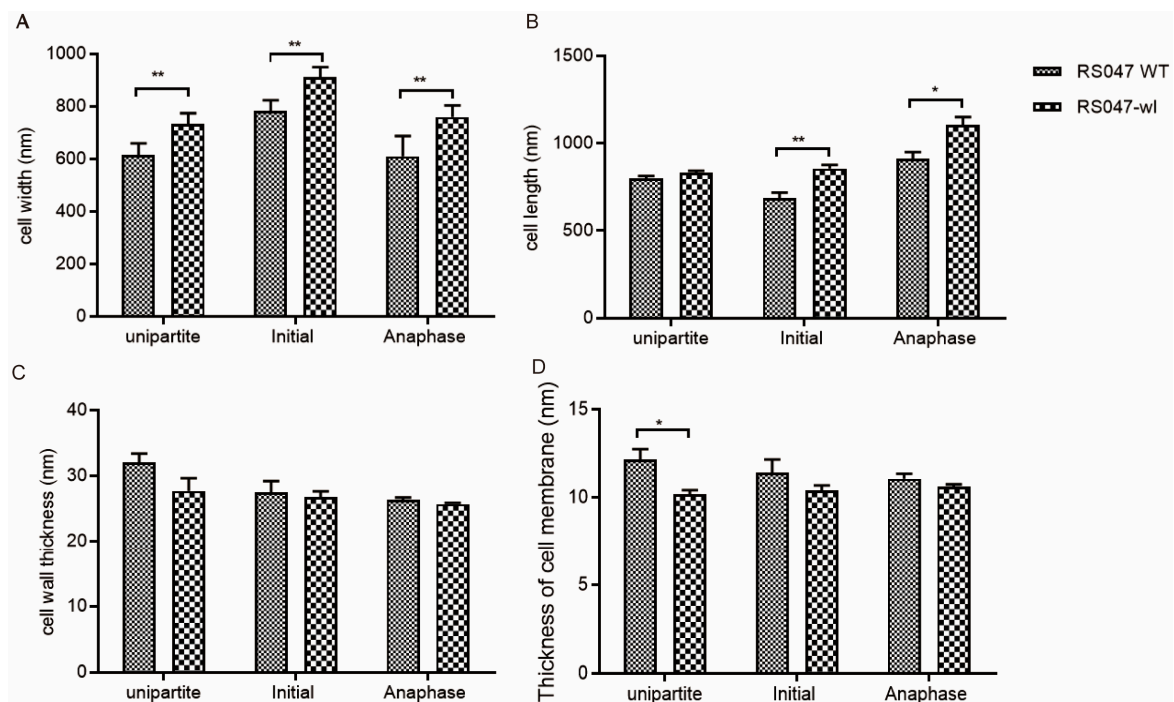 A
cell width (nm)
1000
800
600
400
200
0
**
**
**
unipartite
Initial
Anaphase
B
cell length (nm)
1500
1000
500
0
**
*
unipartite
Initial
Anaphase
RS047 WT
RS047-wl
C
cell wall thickness (nm)
40
30
20
10
0
unipartite
Initial
Anaphase
D
Thickness of cell membrane (nm)
15
10
5
0
*
unipartite
Initial
Anaphase